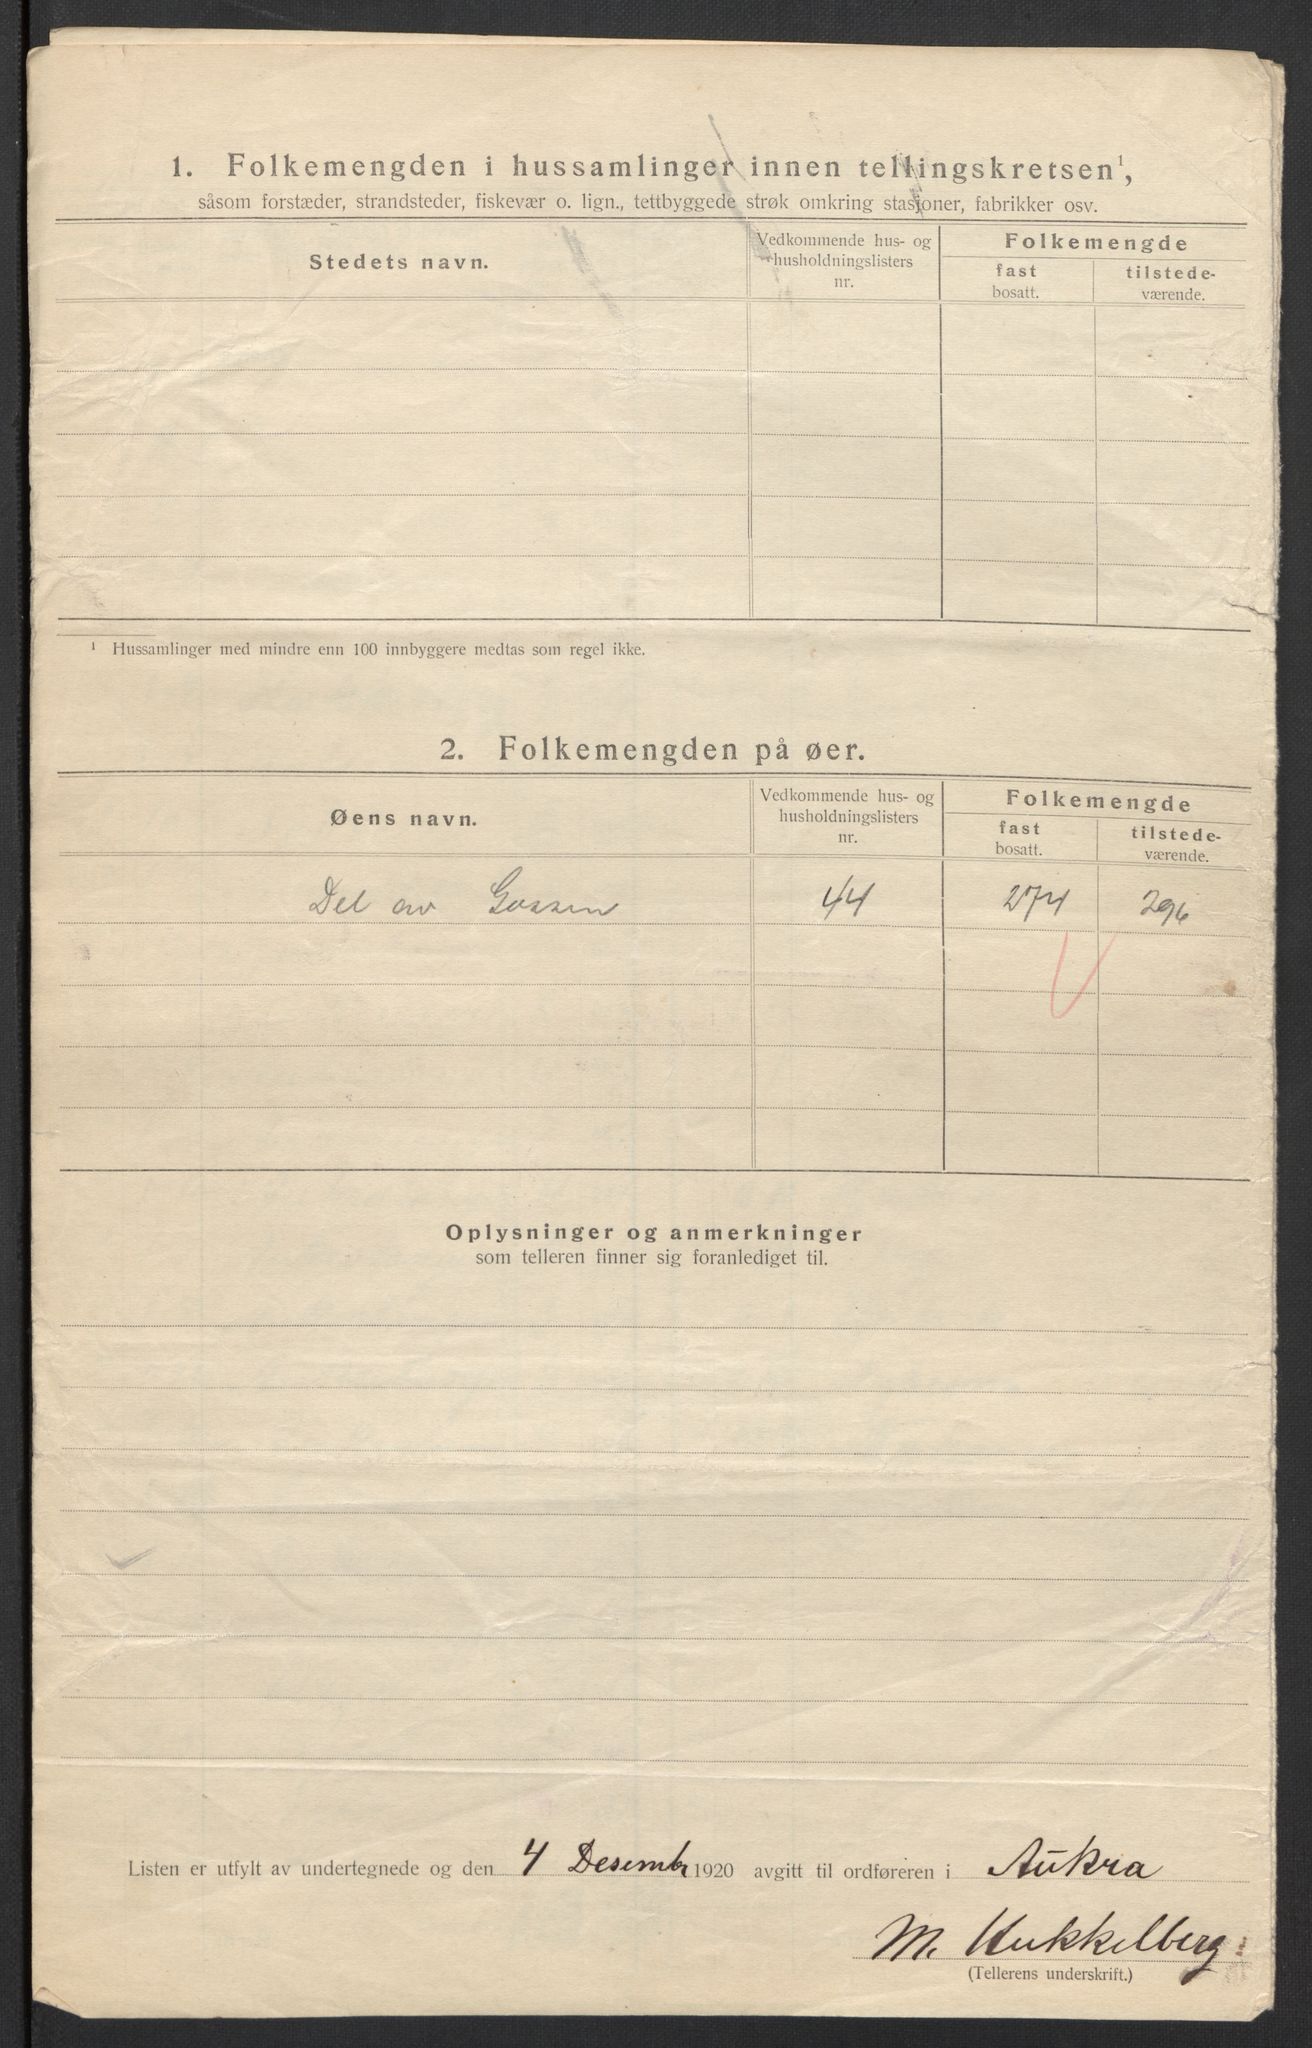 1. Folkemengden i hussamlinger innen tellingskretsen¹,
såsom forstæder, strandsteder, fiskevær o. lign., tettbyggede strøk omkring stasjoner, fabrikker osv.
Stedets navn.
Vedkommende hus- og
husholdningslisters
nr.
Folkemengde
fast
bosatt.
tilstede-
værende.
¹ Hussamlinger med mindre enn 100 innbyggere medtas som regel ikke.
2. Folkemengden på øer.
Øens navn.
Vedkommende hus- og
husholdningslisters
nr.
Folkemengde
fast
bosatt.
tilstede-
værende.
Del av Gossen 44 274 296
Oplysninger og anmerkninger
som telleren finner sig foranlediget til.
Listen er utfylt av undertegnede og den 4 Desembr 1920 avgitt til ordføreren i Aukra
M. Hukkelberg
(Tellerens underskrift.)